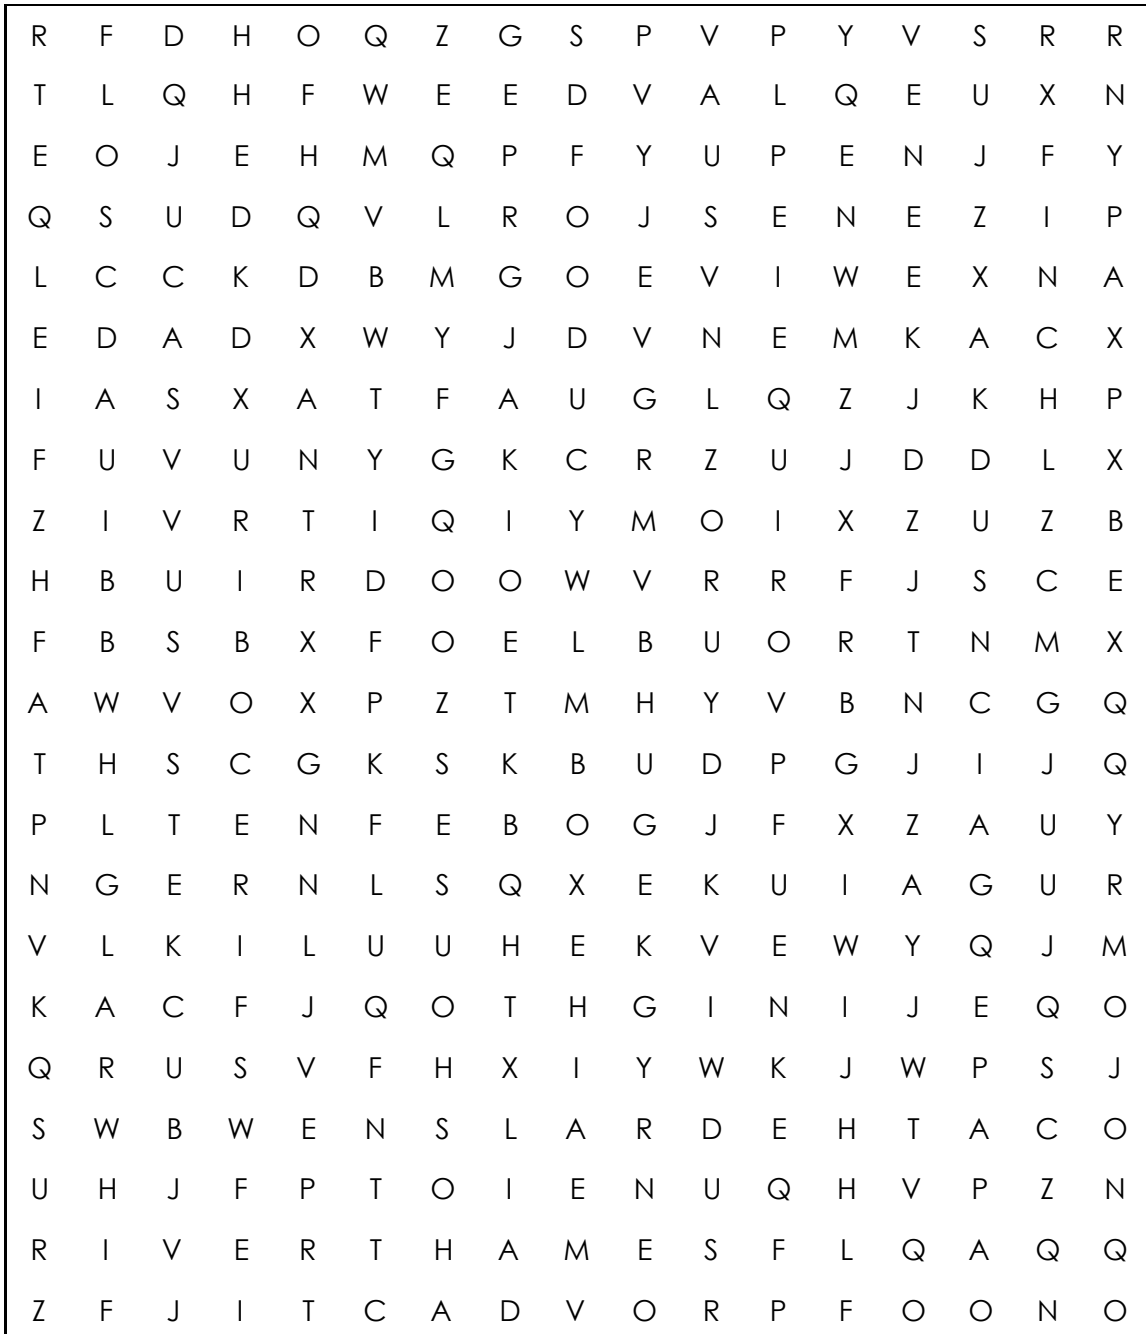 R F D H O Q Z G S P V P Y V S R R
T L Q H F W E E D V A L Q E U X N
E O J E H M Q P F Y U P E N J F Y
Q S U D Q V L R O J S E N E Z I P
L C C K D B M G O E V I W E X N A
E D A D X W Y J D V N E M K A C X
I A S X A T F A U G L Q Z J K H P
F U V U N Y G K C R Z U J D D L X
Z I V R T I Q I Y M O I X Z U Z B
H B U I R D O O W V R R F J S C E
F B S B X F O E L B U O R T N M X
A W V O X P Z T M H Y V B N C G Q
T H S C G K S K B U D P G J I J Q
P L T E N F E B O G J F X Z A U Y
N G E R N L S Q X E K U I A G U R
V L K I L U U H E K V E W Y Q J M
K A C F J Q O T H G I N I J E Q O
Q R U S V F H X I Y W K J W P S J
S W B W E N S L A R D E H T A C O
U H J F P T O I E N U Q H V P Z N
R I V E R T H A M E S F L Q A Q Q
Z F J I T C A D V O R P F O O N O